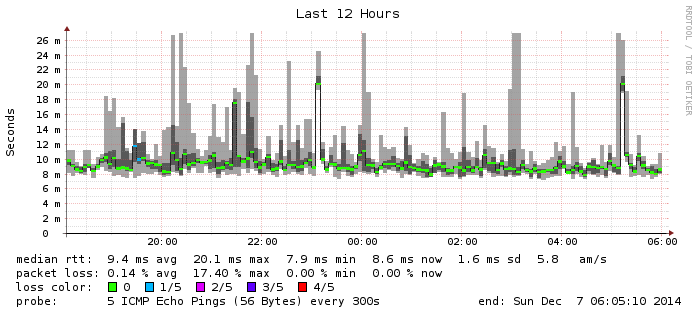 Last 12 Hours
RRDTOOL / TOBI OETIKER
Seconds
26 m
24 m
22 m
20 m
18 m
16 m
14 m
12 m
10 m
8 m
6 m
4 m
2 m
0
20:00 22:00 00:00 02:00 04:00 06:00
median rtt: 9.4 ms avg 20.1 ms max 7.9 ms min 8.6 ms now 1.6 ms sd 5.8 am/s
packet loss: 0.14 % avg 17.40 % max 0.00 % min 0.00 % now
loss color: 0 1/5 2/5 3/5 4/5
probe: 5 ICMP Echo Pings (56 Bytes) every 300s end: Sun Dec 7 06:05:10 2014